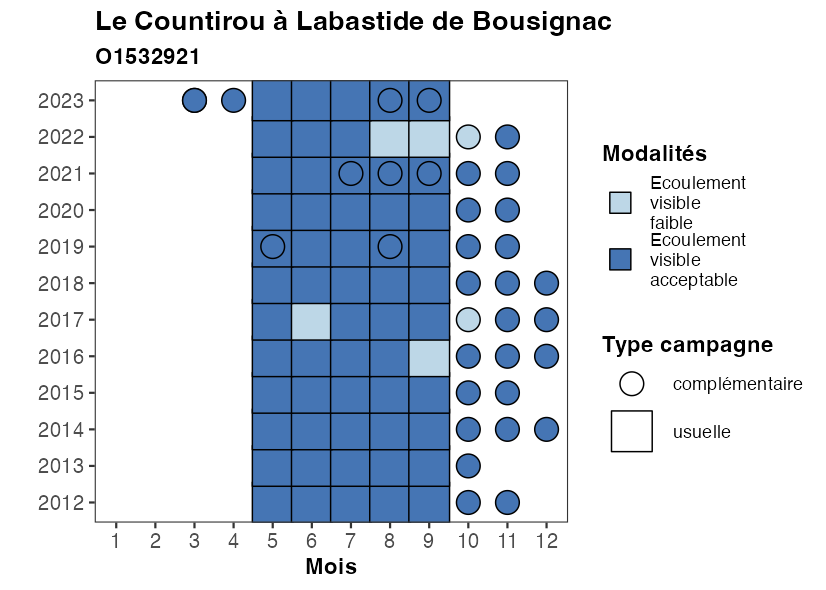 Le Countirou à Labastide de Bousignac
O1532921
2023
2022
2021
2020
2019
2018
2017
2016
2015
2014
2013
2012
1 2 3 4 5 6 7 8 9 10 11 12
Mois
Modalités
Ecoulement
visible
faible
Ecoulement
visible
acceptable
Type campagne
complémentaire
usuelle